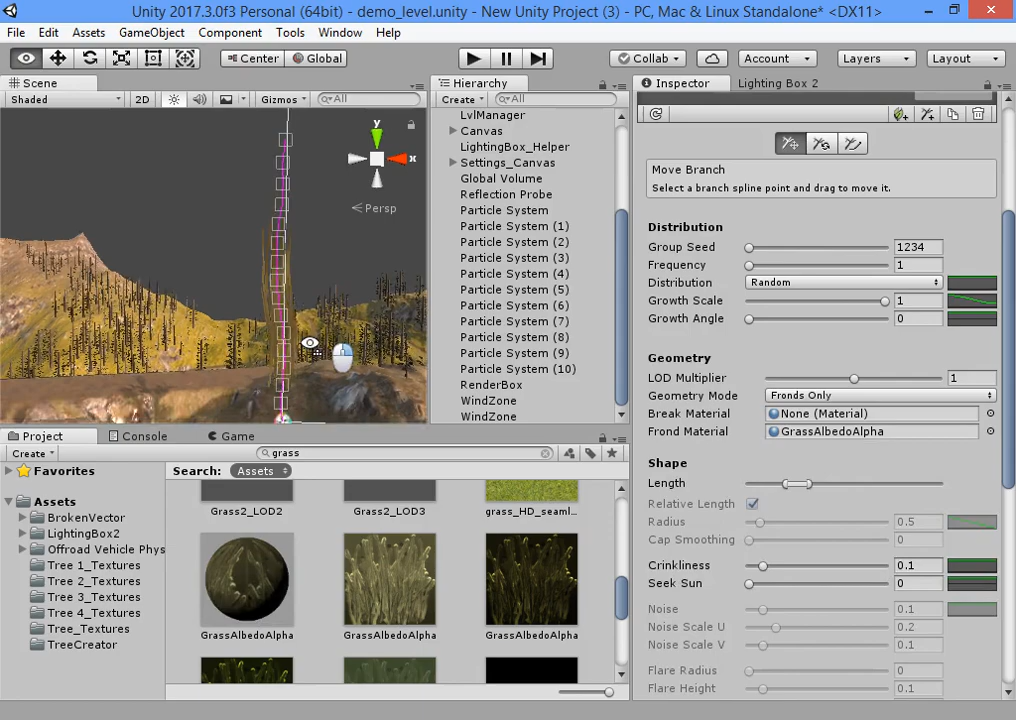 Unity 2017.3.0f3 Personal (64bit) - demo_level.unity - New Unity Project (3) - PC, Mac & Linux Standalone* <DX11>
File Edit Assets GameObject Component Tools Window Help
Center Global Collab Account Layers Layout
Scene
Shaded 2D Gizmos All
y
x
Persp
Hierarchy
Create All
LvlManager
Canvas
LightingBox_Helper
Settings_Canvas
Global Volume
Reflection Probe
Particle System
Particle System (1)
Particle System (2)
Particle System (3)
Particle System (4)
Particle System (5)
Particle System (6)
Particle System (7)
Particle System (8)
Particle System (9)
Particle System (10)
RenderBox
WindZone
WindZone
Project Console Game
Create grass
Favorites
Assets
BrokenVector
LightingBox2
Offroad Vehicle Phys
Tree 1_Textures
Tree 2_Textures
Tree 3_Textures
Tree 4_Textures
Tree_Textures
TreeCreator
Search: Assets
Grass2_LOD2 Grass2_LOD3 grass_HD_seaml...
GrassAlbedoAlpha GrassAlbedoAlpha GrassAlbedoAlpha
Inspector Lighting Box 2
Move Branch
Select a branch spline point and drag to move it.
Distribution
Group Seed 1234
Frequency 1
Distribution Random
Growth Scale 1
Growth Angle 0
Geometry
LOD Multiplier 1
Geometry Mode Fronds Only
Break Material None (Material)
Frond Material GrassAlbedoAlpha
Shape
Length
Relative Length
Radius 0.5
Cap Smoothing 0
Crinkliness 0.1
Seek Sun 0
Noise 0.1
Noise Scale U 0.2
Noise Scale V 0.1
Flare Radius 0
Flare Height 0.1